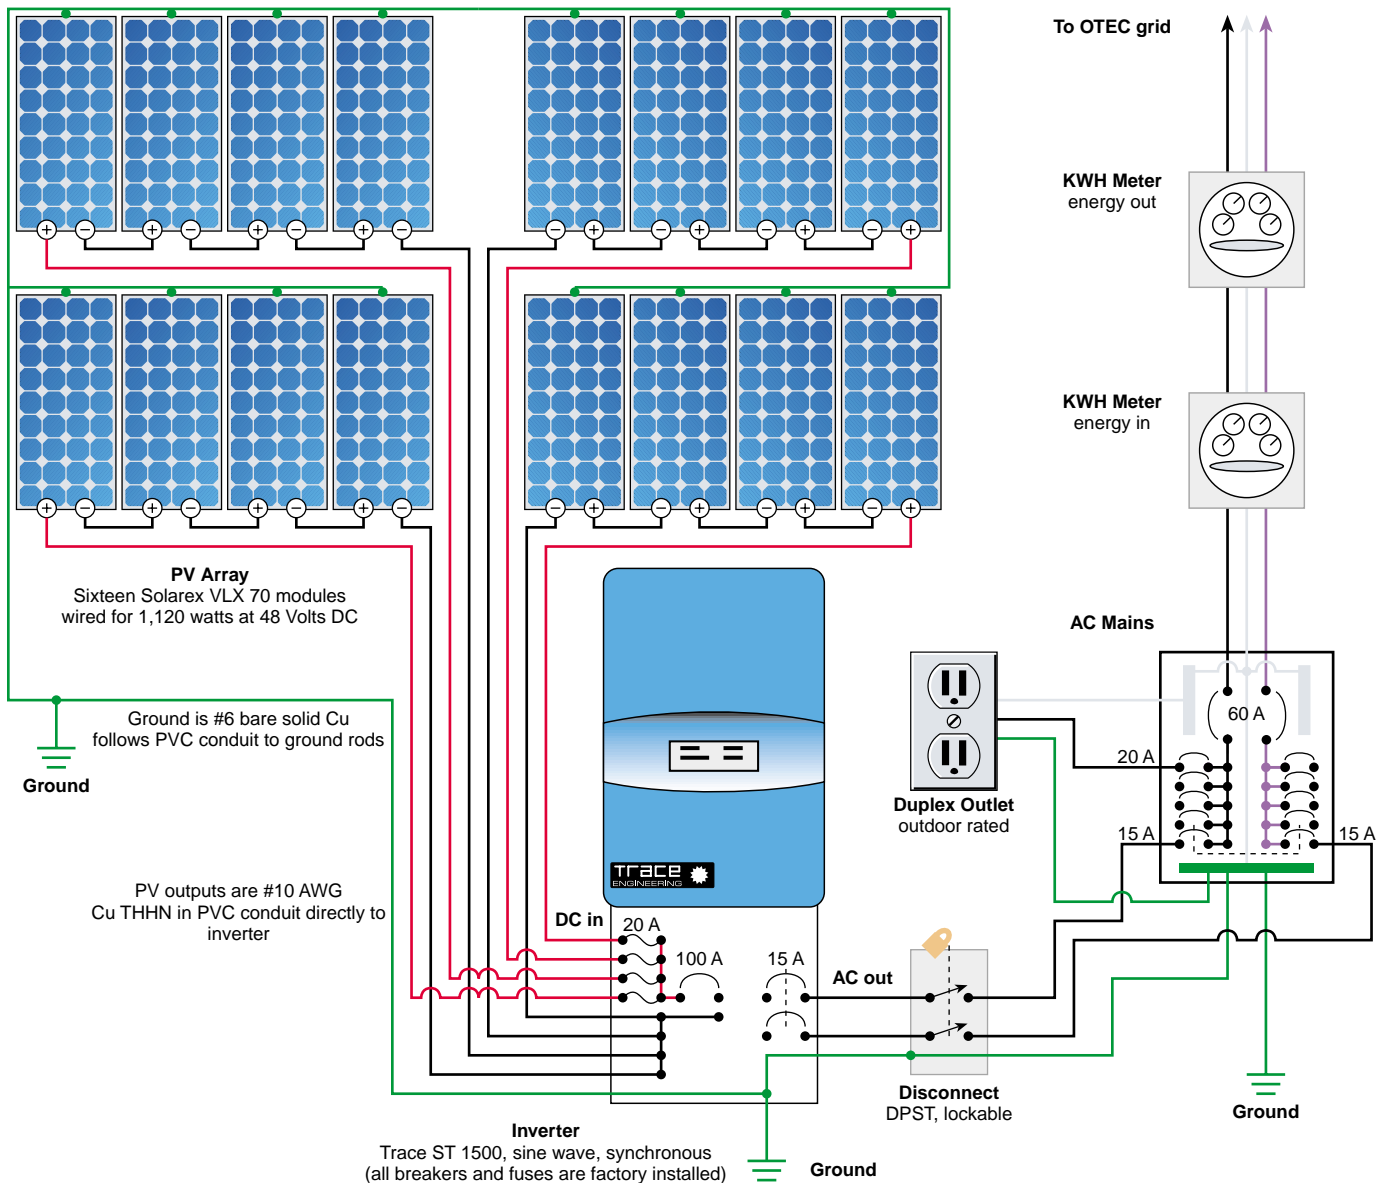 To OTEC grid
KWH Meter
energy out
KWH Meter
energy in
PV Array
Sixteen Solarex VLX 70 modules
wired for 1,120 watts at 48 Volts DC
AC Mains
Ground is #6 bare solid Cu
follows PVC conduit to ground rods
Ground
60 A
20 A
Duplex Outlet
outdoor rated
15 A
15 A
Trace
ENGINEERING
PV outputs are #10 AWG
Cu THHN in PVC conduit directly to
inverter
DC in
20 A
100 A
15 A
AC out
Disconnect
DPST, lockable
Ground
Inverter
Trace ST 1500, sine wave, synchronous
(all breakers and fuses are factory installed)
Ground